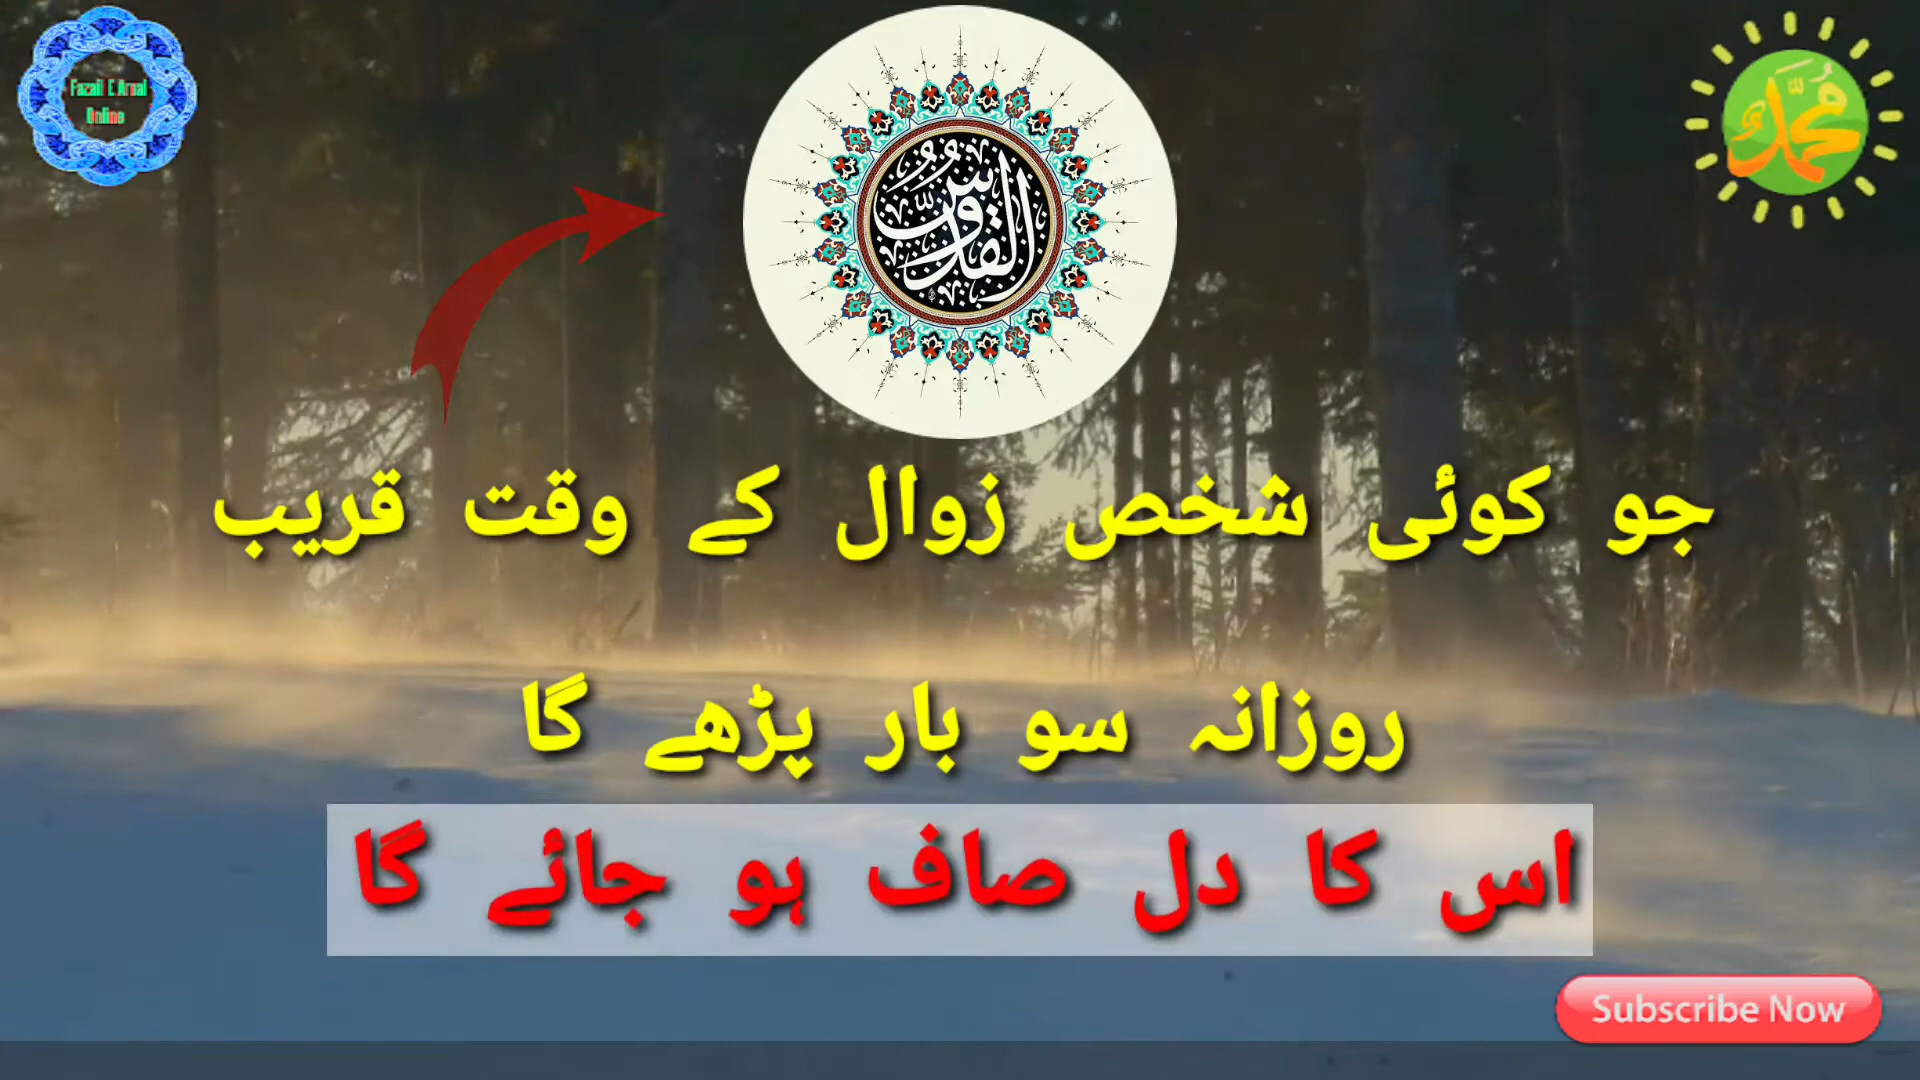 Fazail E Amal
Online
القدوس
محمد
جو کوئی شخص زوال کے وقت قریب
روزانہ سو بار پڑھے گا
اس کا دل صاف ہو جائے گا
Subscribe Now